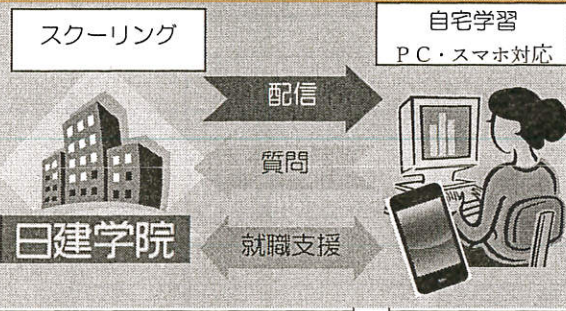 スクーリング
自宅学習
ＰＣ・スマホ対応
配信
質問
日建学院
就職支援